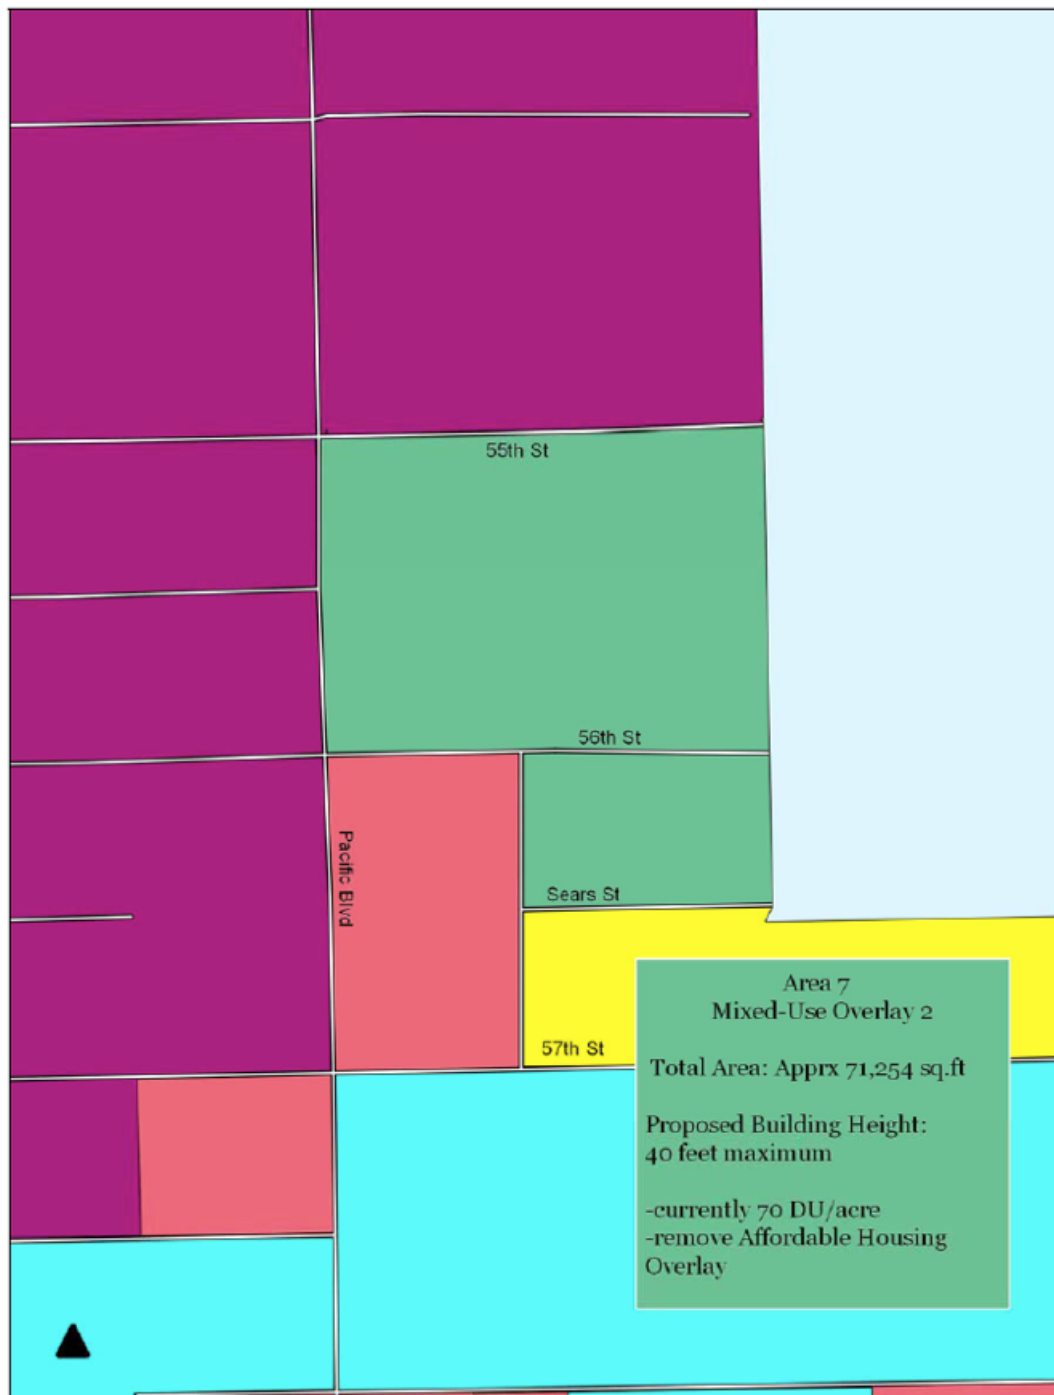 55th St
56th St
Pacific Blvd
Sears St
57th St
Area 7
Mixed-Use Overlay 2
Total Area: Apprx 71,254 sq.ft
Proposed Building Height:
40 feet maximum
-currently 70 DU/acre
-remove Affordable Housing
Overlay